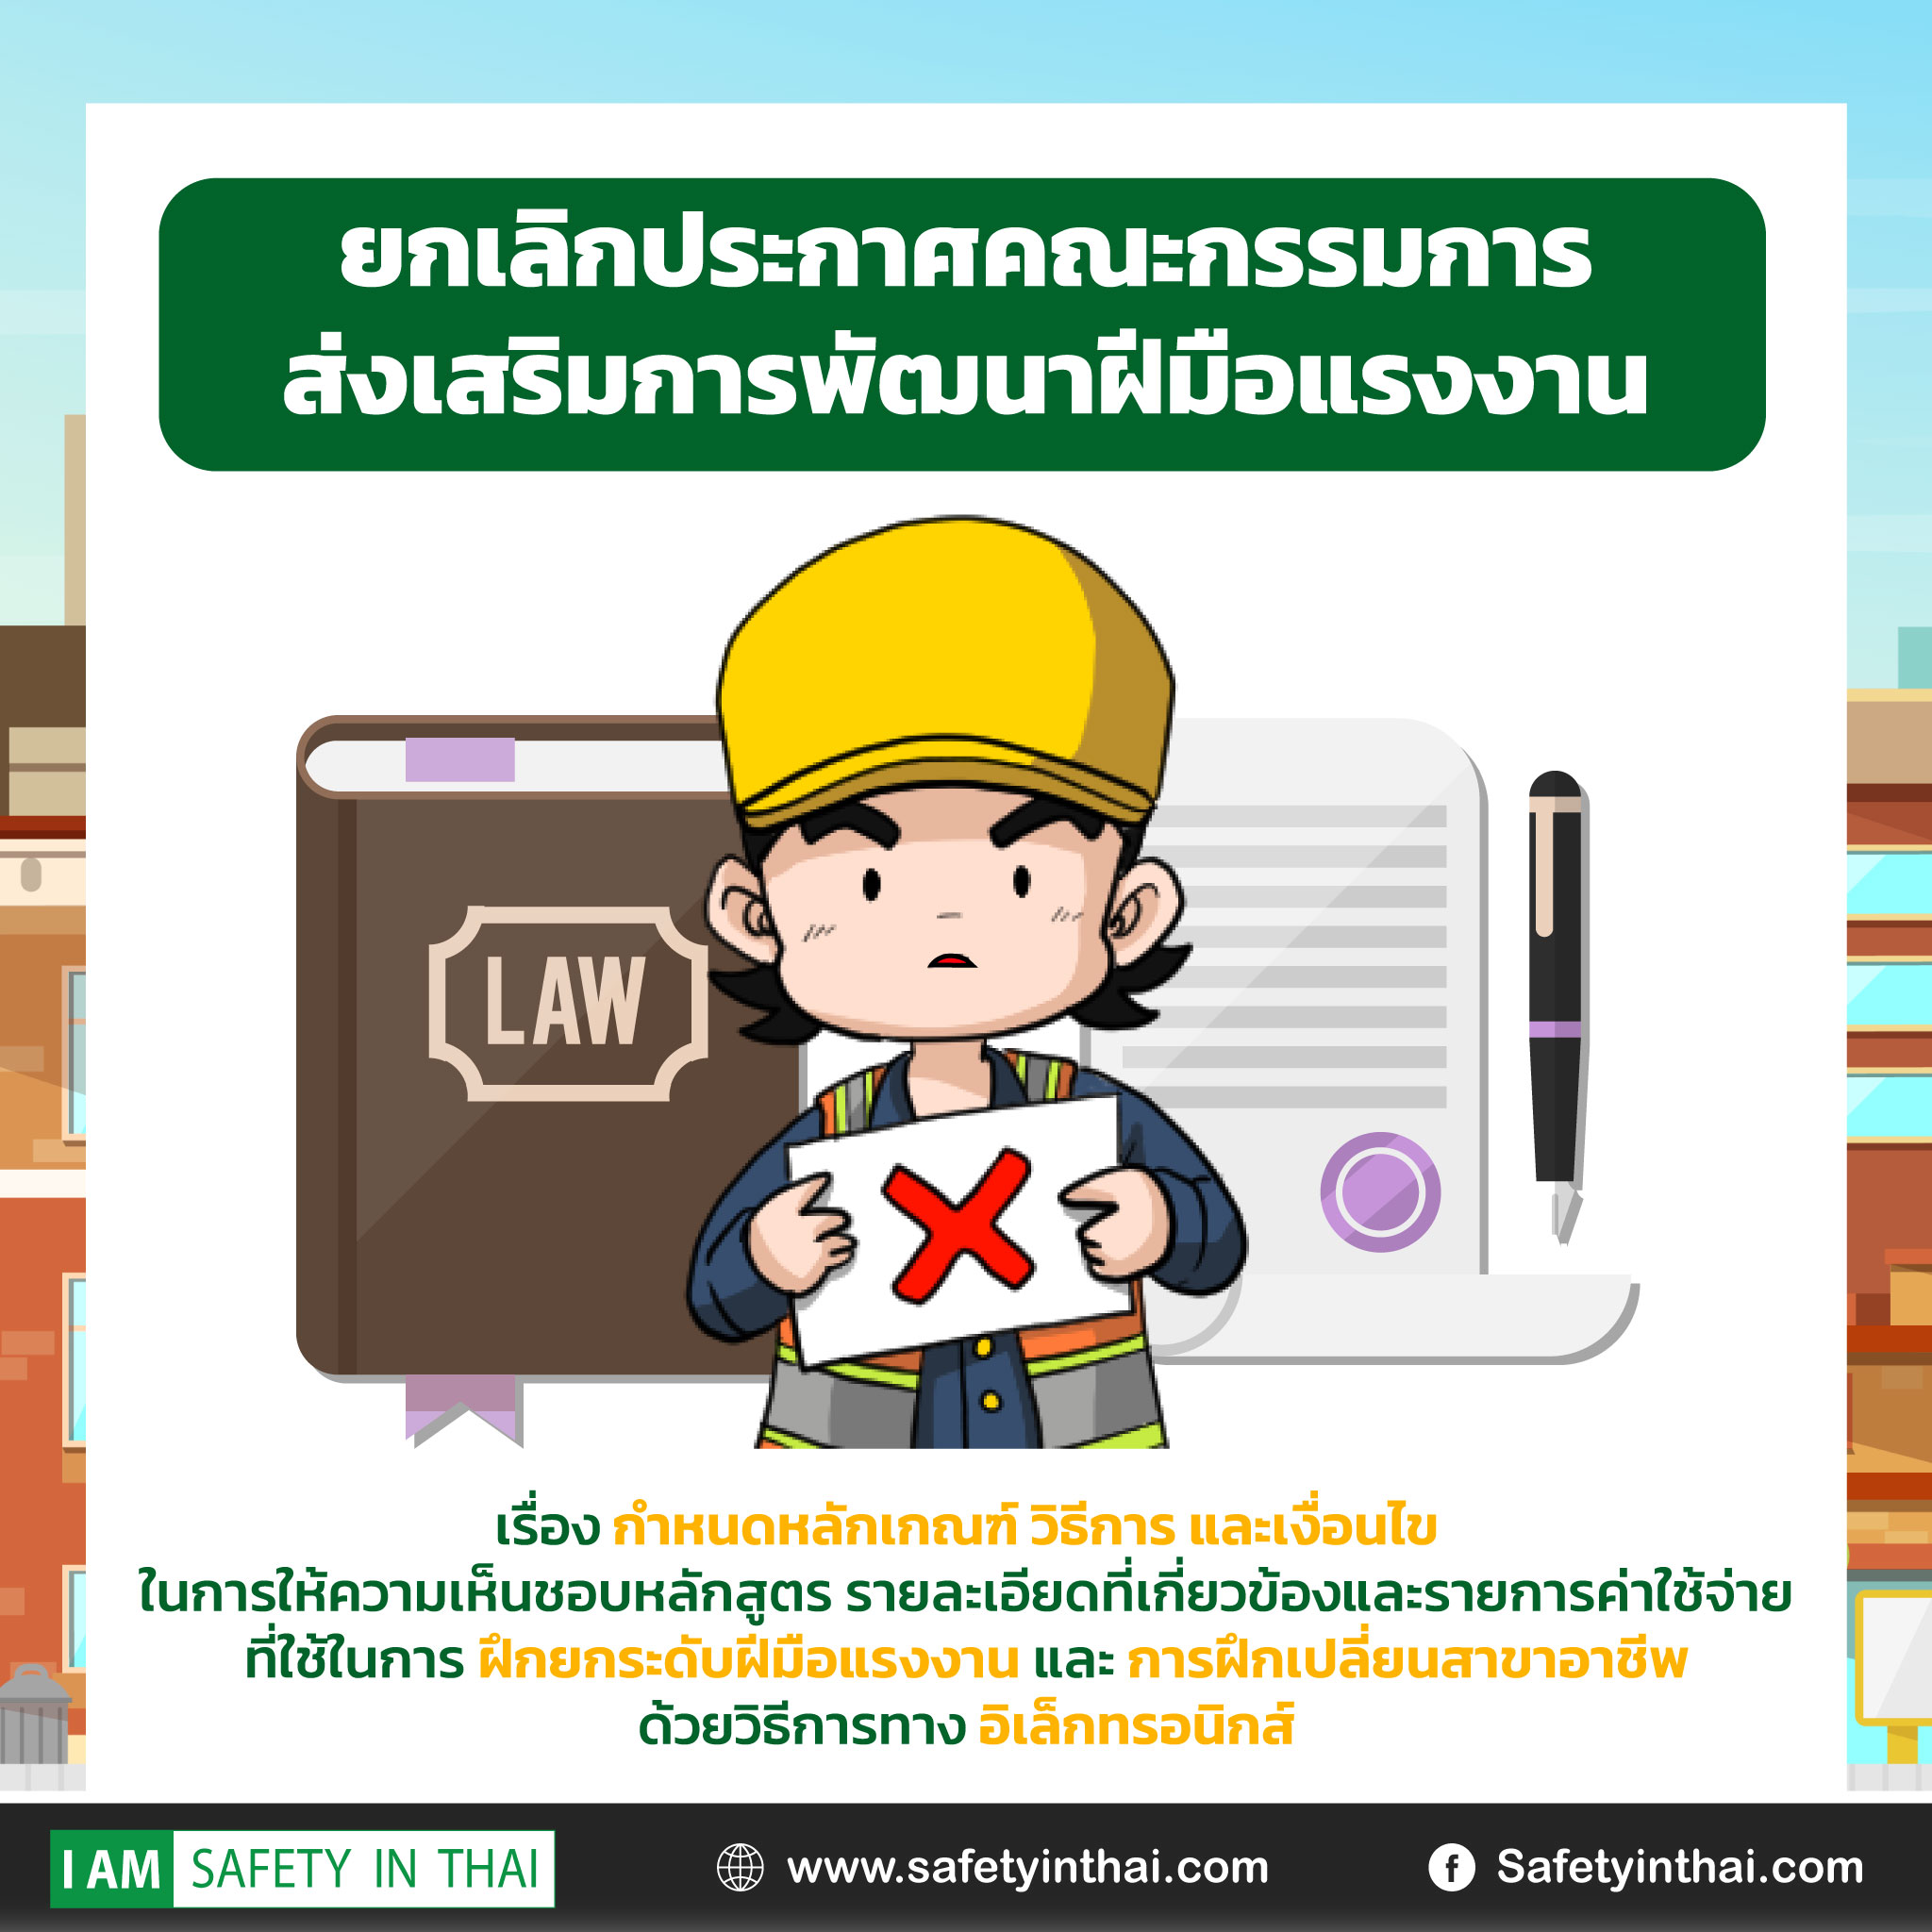 ยกเลิกประกาศคณะกรรมการ
ส่งเสริมการพัฒนาฝีมือแรงงาน
LAW
เรื่อง กำหนดหลักเกณฑ์ วิธีการ และเงื่อนไข
ในการให้ความเห็นชอบหลักสูตร รายละเอียดที่เกี่ยวข้องและรายการค่าใช้จ่าย
ที่ใช้ในการ ฝึกยกระดับฝีมือแรงงาน และ การฝึกเปลี่ยนสาขาอาชีพ
ด้วยวิธีการทาง อิเล็กทรอนิกส์
I AM SAFETY IN THAI
www.safetyinthai.com
Safetyinthai.com